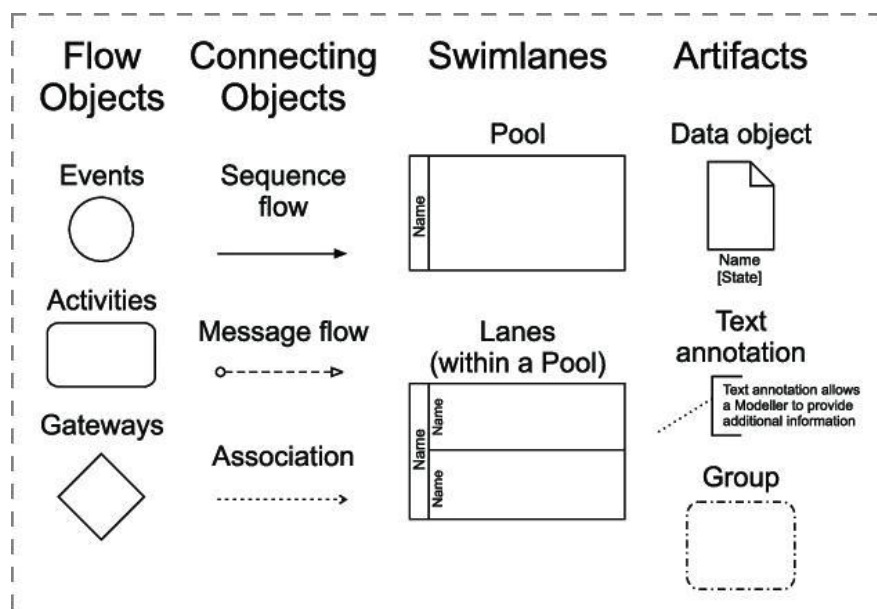 Flow
Objects
Connecting
Objects
Swimlanes
Artifacts
Events
Activities
Gateways
Sequence
flow
Message flow
Association
Pool
Name
Lanes
(within a Pool)
Name
Name
Name
Data object
Name
[State]
Text
annotation
Text annotation allows
a Modeller to provide
additional information
Group